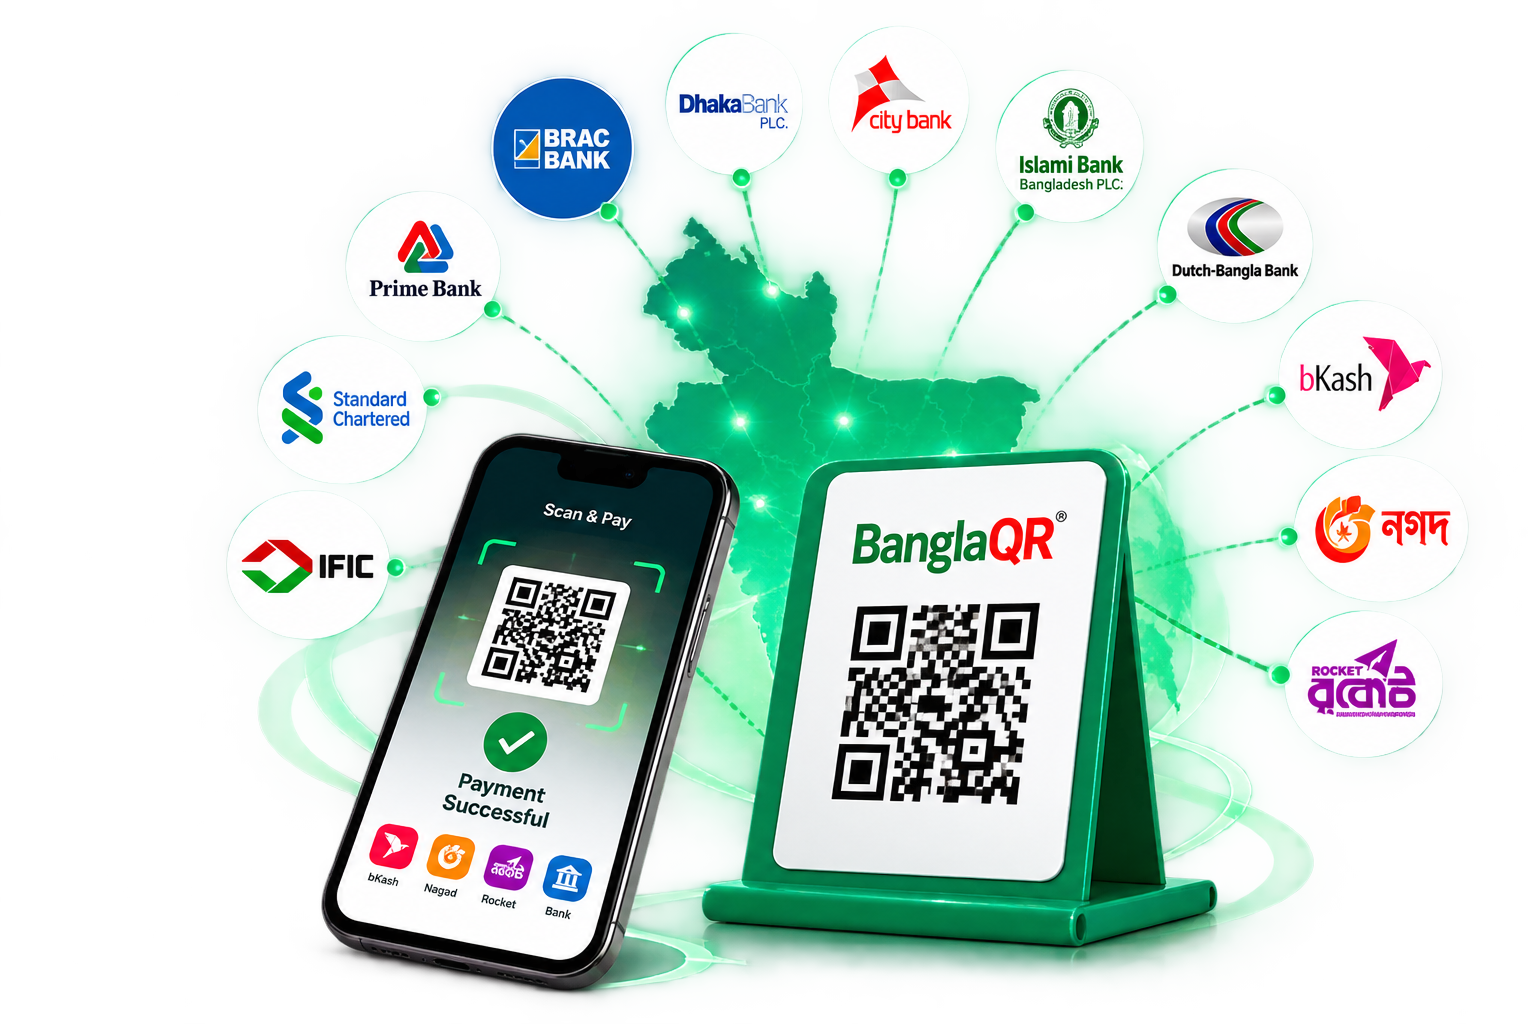 BRAC
BANK
DhakaBank
PLC.
city bank
Islami Bank
Bangladesh PLC.
Prime Bank
Dutch-Bangla Bank
Standard
Chartered
bKash
IFIC
নগদ
ROCKET
রকেট
Scan & Pay
Payment
Successful
bKash
Nagad
Rocket
Bank
BanglaQR®